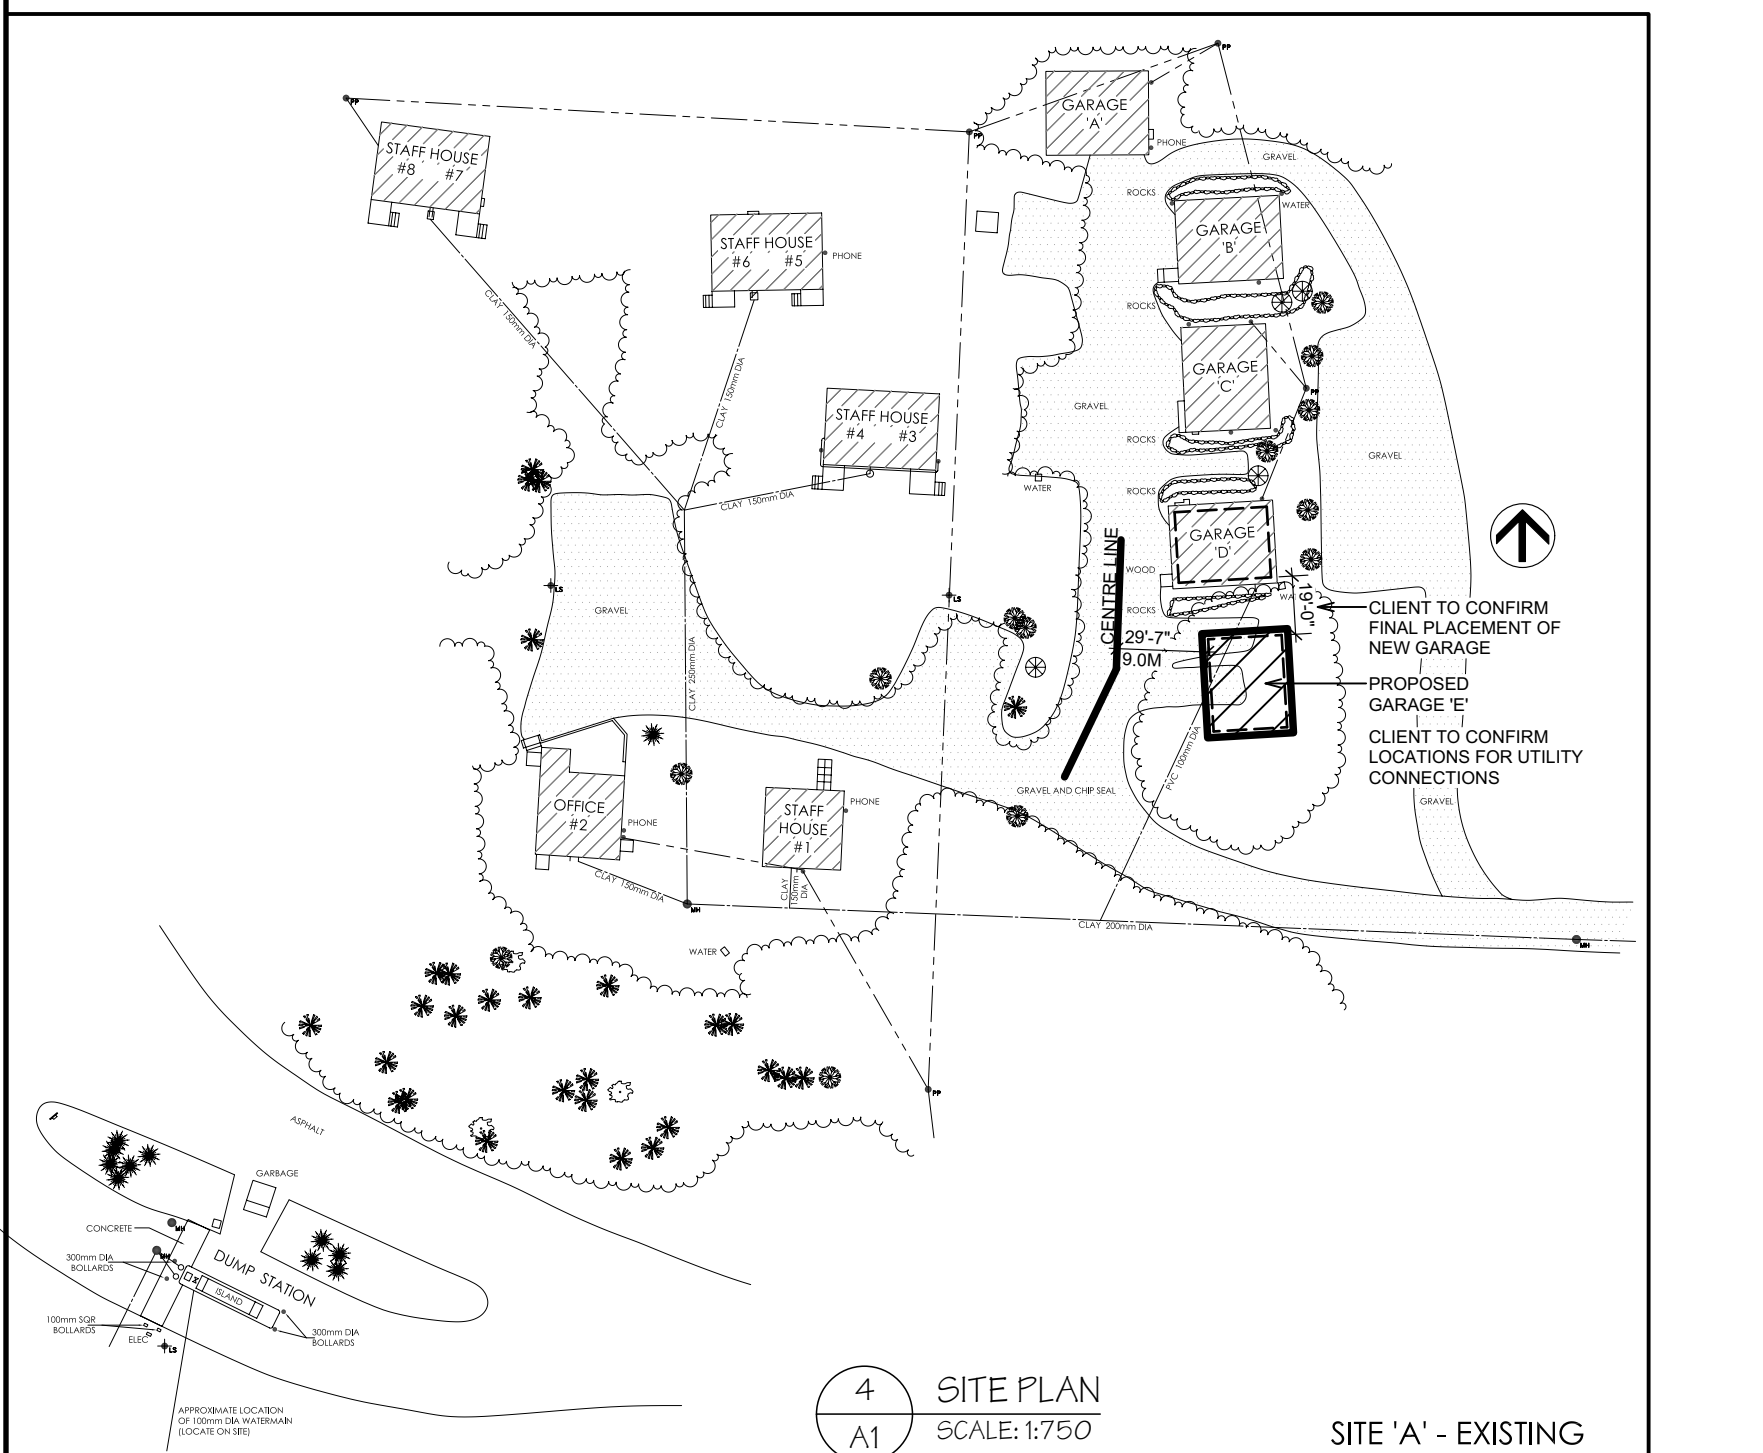 PP
PP
PP
GARAGE
'A'
PHONE
GRAVEL
STAFF HOUSE
#8 #7
ROCKS
WATER
GARAGE
'B'
STAFF HOUSE
#6 #5
PHONE
CLAY 150mm DIA
ROCKS
GARAGE
'C'
PP
CLAY 150mm DIA
GRAVEL
STAFF HOUSE
#4 #3
ROCKS
GRAVEL
WATER
ROCKS
CLAY 150mm DIA
GARAGE
'D'
CENTRE LINE
WOOD
LS
LS
GRAVEL
ROCKS
WA
19'-0"
CLIENT TO CONFIRM
FINAL PLACEMENT OF
NEW GARAGE
29'-7"
9.0M
CLAY 250mm DIA
PROPOSED
GARAGE 'E'
CLIENT TO CONFIRM
LOCATIONS FOR UTILITY
CONNECTIONS
PVC 100mm DIA
GRAVEL AND CHIP SEAL
GRAVEL
OFFICE
#2
PHONE
STAFF
HOUSE
#1
PHONE
CLAY 150mm DIA
CLAY
150mm
DIA
MH
CLAY 200mm DIA
MH
WATER
PP
ASPHALT
GARBAGE
CONCRETE
MH
MH
300mm DIA
BOLLARDS
DUMP STATION
ISLAND
100mm SQR
BOLLARDS
ELEC
LS
300mm DIA
BOLLARDS
APPROXIMATE LOCATION
OF 100mm DIA WATERMAIN
(LOCATE ON SITE)
4
A1
SITE PLAN
SCALE: 1:750
SITE 'A' - EXISTING